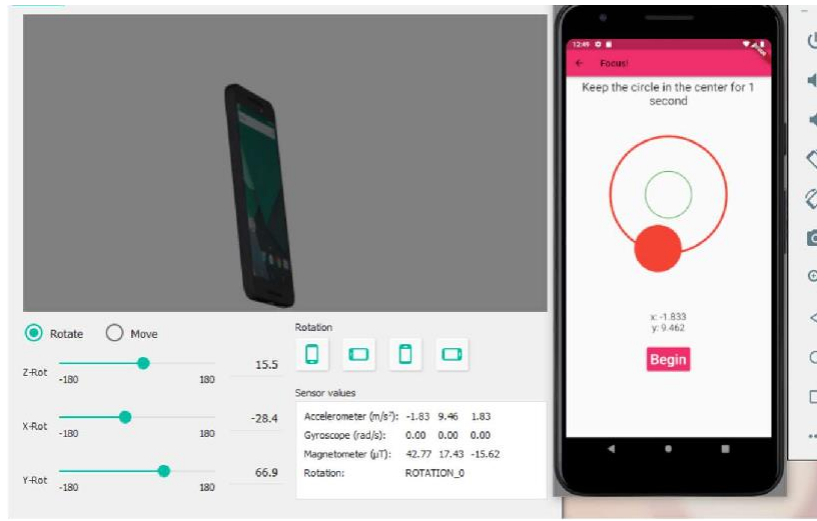 12:49
Focus!
Keep the circle in the center for 1
second
x: -1.833
y: 9.462
Begin
Rotate Move
Rotation
Z-Rot -180 180 15.5
X-Rot -180 180 -28.4
Y-Rot -180 180 66.9
Sensor values
Accelerometer (m/s²): -1.83 9.46 1.83
Gyroscope (rad/s): 0.00 0.00 0.00
Magnetometer (μT): 42.77 17.43 -15.62
Rotation: ROTATION_0